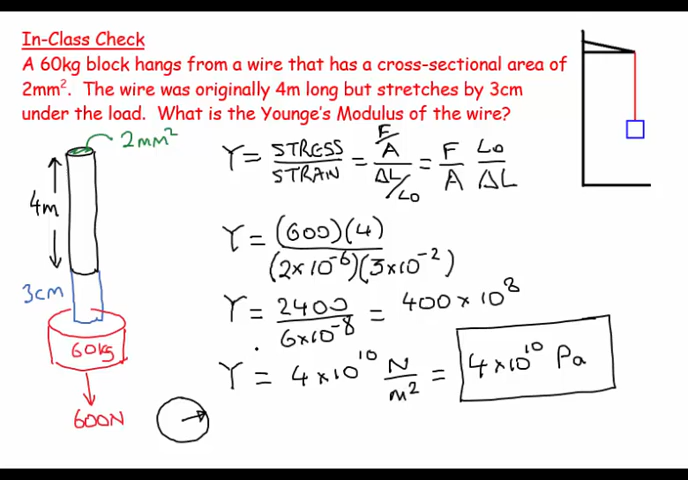 In-Class Check
A 60kg block hangs from a wire that has a cross-sectional area of
2mm². The wire was originally 4m long but stretches by 3cm
under the load. What is the Younge's Modulus of the wire?
2mm²
4m
3cm
60kg
600N
Y = STRESS/STRAIN = (F/A)/(ΔL/Lo) = F/A Lo/ΔL
Y = (600)(4)/(2×10⁻⁶)(3×10⁻²)
Y = 2400/6×10⁻⁸ = 400 × 10⁸
Y = 4×10¹⁰ N/m² = 4×10¹⁰ Pa